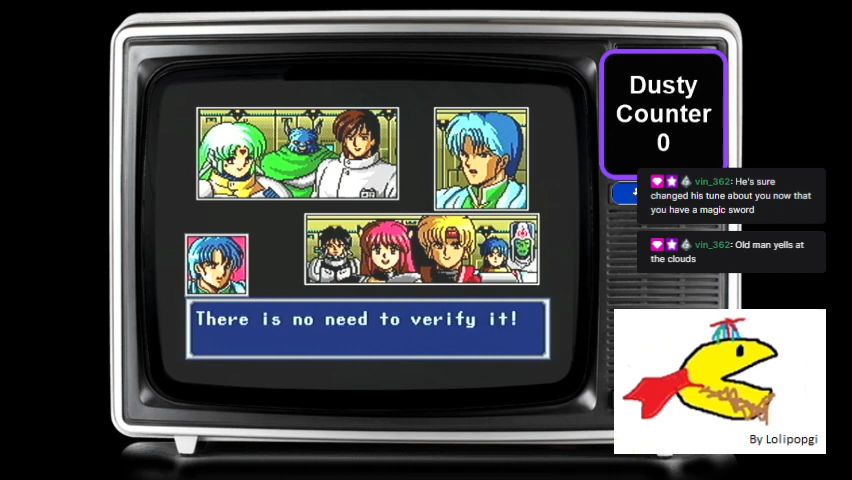 Dusty
Counter
0
vin_362: He's sure
changed his tune about you now that
you have a magic sword
vin_362: Old man yells at
the clouds
There is no need to verify it!
By Lolipopgi